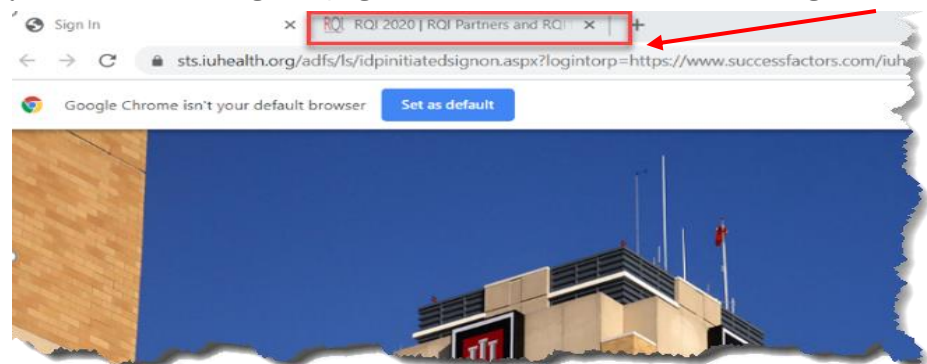 Sign In
RQI RQI 2020 | RQI Partners and RQI
sts.iuhealth.org/adfs/ls/idpinitiatedsignon.aspx?logintorp=https://www.successfactors.com/iuh
Google Chrome isn't your default browser Set as default